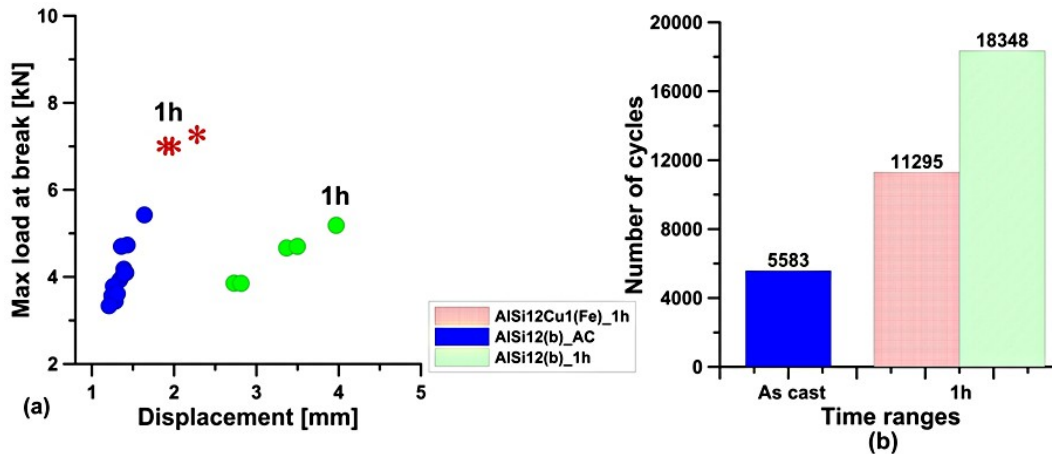 10
8
6
4
2
Max load at break [kN]
1h
1h
1 2 3 4 5
Displacement [mm]
(a)
AlSi12Cu1(Fe)_1h
AlSi12(b)_AC
AlSi12(b)_1h
20000
16000
12000
8000
4000
0
Number of cycles
5583
11295
18348
As cast 1h
Time ranges
(b)